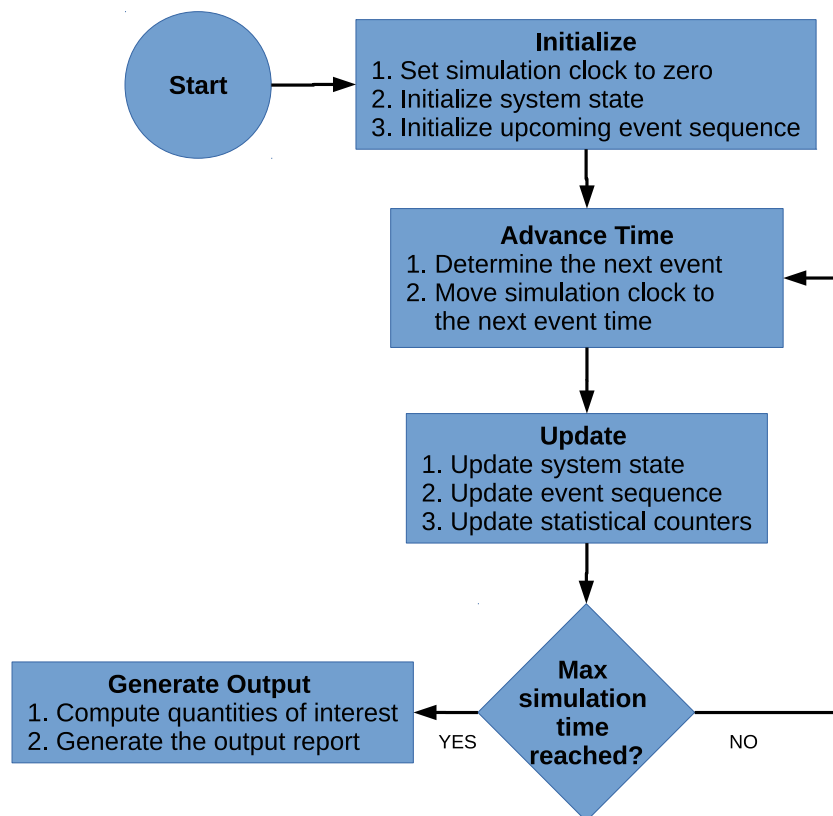 Start
Initialize
1. Set simulation clock to zero
2. Initialize system state
3. Initialize upcoming event sequence
Advance Time
1. Determine the next event
2. Move simulation clock to
the next event time
Update
1. Update system state
2. Update event sequence
3. Update statistical counters
Max
simulation
time
reached?
YES
NO
Generate Output
1. Compute quantities of interest
2. Generate the output report